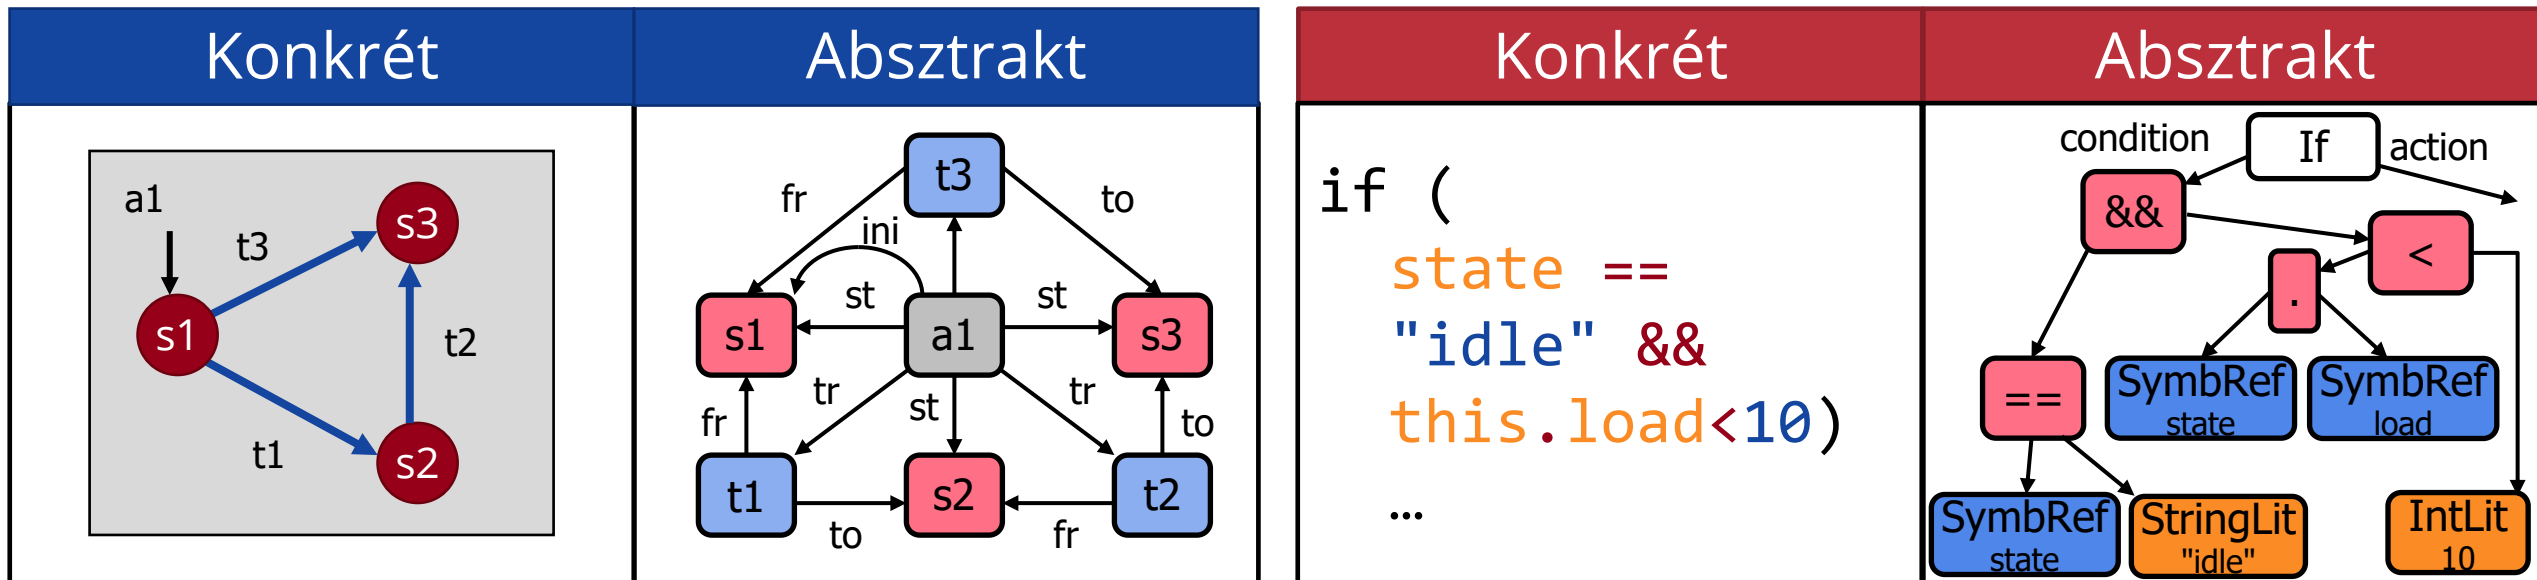 Konkrét
Absztrakt
a1
t3
s3
s1
t2
t1
s2
t3
fr
to
ini
st
st
s1
a1
s3
tr
st
tr
fr
to
t1
s2
t2
to
fr
Konkrét
Absztrakt
if (
state ==
"idle" &&
this.load<10)
…
condition
If
action
&&
<
.
==
SymbRef
state
SymbRef
load
SymbRef
state
StringLit
"idle"
IntLit
10